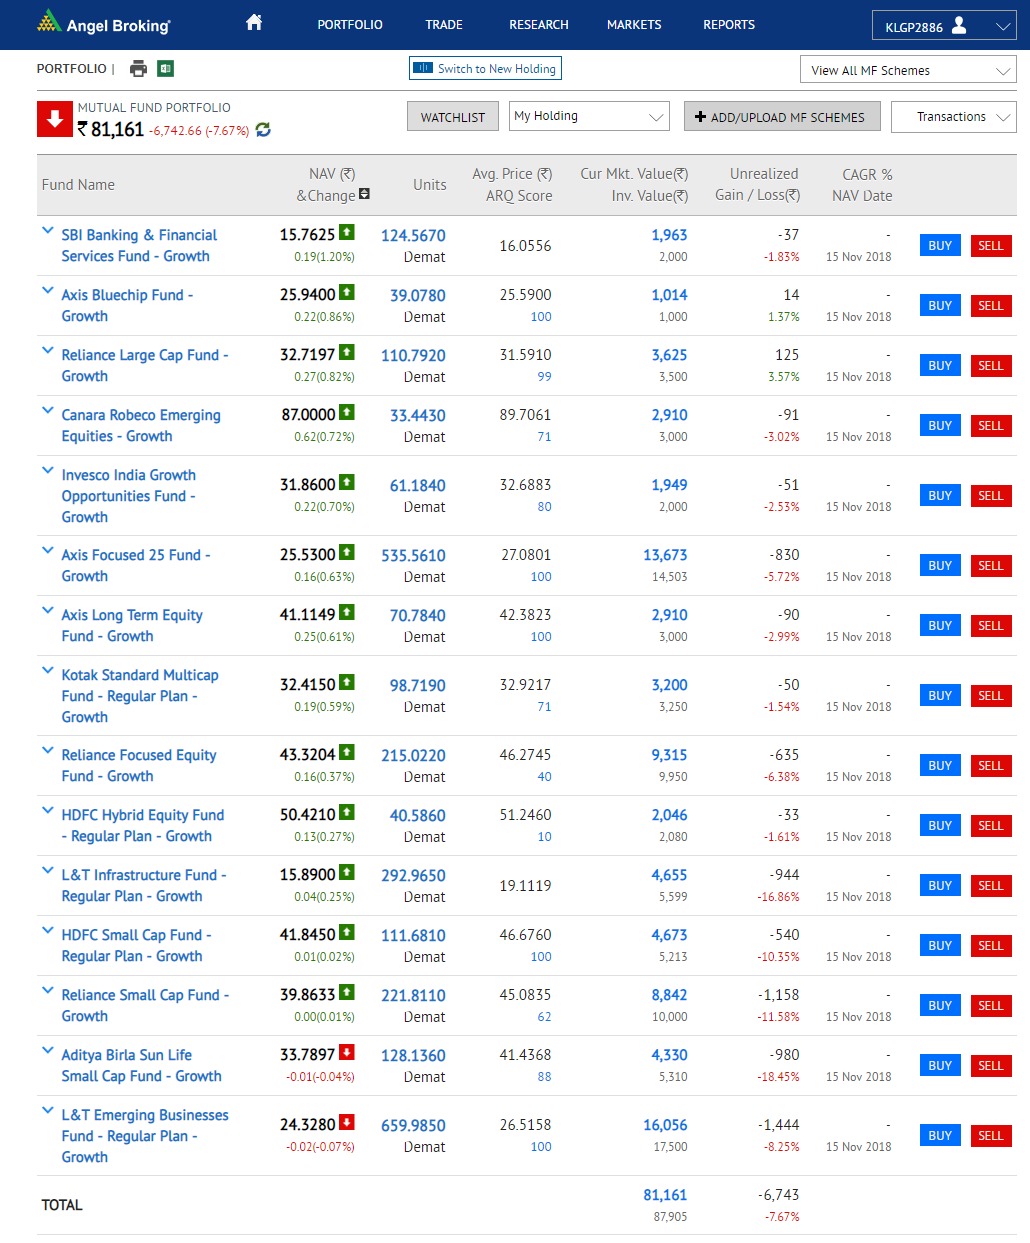 Angel Broking
PORTFOLIO TRADE RESEARCH MARKETS REPORTS KLGP2886
PORTFOLIO | Switch to New Holding View All MF Schemes
MUTUAL FUND PORTFOLIO
₹ 81,161 -6,742.66 (-7.67%) WATCHLIST My Holding + ADD/UPLOAD MF SCHEMES Transactions
Fund Name NAV (₹) &Change Units Avg. Price (₹) ARQ Score Cur Mkt. Value(₹) Inv. Value(₹) Unrealized Gain / Loss(₹) CAGR % NAV Date
SBI Banking & Financial 15.7625 124.5670 16.0556 1,963 -37 - BUY SELL
Services Fund - Growth 0.19(1.20%) Demat 2,000 -1.83% 15 Nov 2018
Axis Bluechip Fund - 25.9400 39.0780 25.5900 1,014 14 - BUY SELL
Growth 0.22(0.86%) Demat 100 1,000 1.37% 15 Nov 2018
Reliance Large Cap Fund - 32.7197 110.7920 31.5910 3,625 125 - BUY SELL
Growth 0.27(0.82%) Demat 99 3,500 3.57% 15 Nov 2018
Canara Robeco Emerging 87.0000 33.4430 89.7061 2,910 -91 - BUY SELL
Equities - Growth 0.62(0.72%) Demat 71 3,000 -3.02% 15 Nov 2018
Invesco India Growth
Opportunities Fund - 31.8600 61.1840 32.6883 1,949 -51 - BUY SELL
Growth 0.22(0.70%) Demat 80 2,000 -2.53% 15 Nov 2018
Axis Focused 25 Fund - 25.5300 535.5610 27.0801 13,673 -830 - BUY SELL
Growth 0.16(0.63%) Demat 100 14,503 -5.72% 15 Nov 2018
Axis Long Term Equity 41.1149 70.7840 42.3823 2,910 -90 - BUY SELL
Fund - Growth 0.25(0.61%) Demat 100 3,000 -2.99% 15 Nov 2018
Kotak Standard Multicap
Fund - Regular Plan - 32.4150 98.7190 32.9217 3,200 -50 - BUY SELL
Growth 0.19(0.59%) Demat 71 3,250 -1.54% 15 Nov 2018
Reliance Focused Equity 43.3204 215.0220 46.2745 9,315 -635 - BUY SELL
Fund - Growth 0.16(0.37%) Demat 40 9,950 -6.38% 15 Nov 2018
HDFC Hybrid Equity Fund 50.4210 40.5860 51.2460 2,046 -33 - BUY SELL
- Regular Plan - Growth 0.13(0.27%) Demat 10 2,080 -1.61% 15 Nov 2018
L&T Infrastructure Fund - 15.8900 292.9650 19.1119 4,655 -944 - BUY SELL
Regular Plan - Growth 0.04(0.25%) Demat 5,599 -16.86% 15 Nov 2018
HDFC Small Cap Fund - 41.8450 111.6810 46.6760 4,673 -540 - BUY SELL
Regular Plan - Growth 0.01(0.02%) Demat 100 5,213 -10.35% 15 Nov 2018
Reliance Small Cap Fund - 39.8633 221.8110 45.0835 8,842 -1,158 - BUY SELL
Growth 0.00(0.01%) Demat 62 10,000 -11.58% 15 Nov 2018
Aditya Birla Sun Life 33.7897 128.1360 41.4368 4,330 -980 - BUY SELL
Small Cap Fund - Growth -0.01(-0.04%) Demat 88 5,310 -18.45% 15 Nov 2018
L&T Emerging Businesses
Fund - Regular Plan - 24.3280 659.9850 26.5158 16,056 -1,444 - BUY SELL
Growth -0.02(-0.07%) Demat 100 17,500 -8.25% 15 Nov 2018
TOTAL 81,161 -6,743
87,905 -7.67%